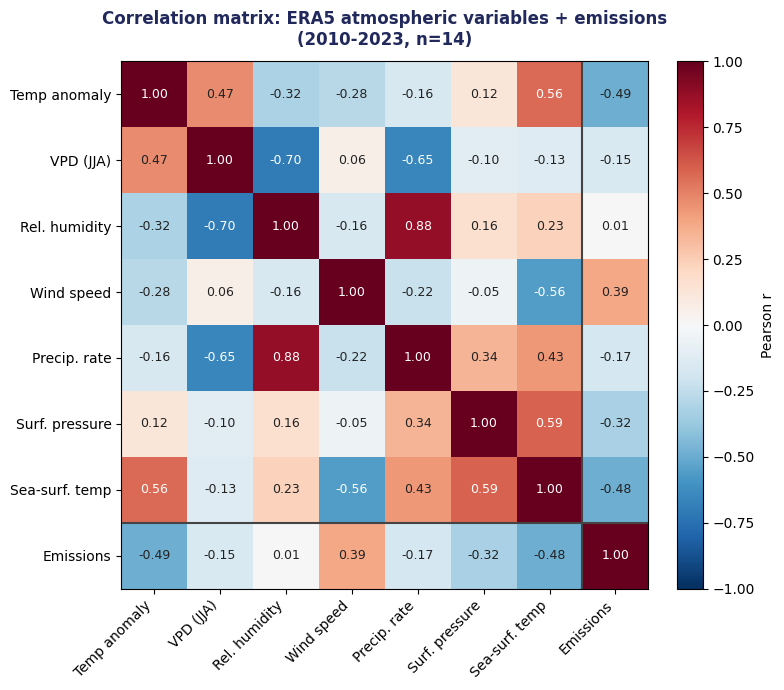 Correlation matrix: ERA5 atmospheric variables + emissions
(2010-2023, n=14)
Temp anomaly 1.00 0.47 -0.32 -0.28 -0.16 0.12 0.56 -0.49
VPD (JJA) 0.47 1.00 -0.70 0.06 -0.65 -0.10 -0.13 -0.15
Rel. humidity -0.32 -0.70 1.00 -0.16 0.88 0.16 0.23 0.01
Wind speed -0.28 0.06 -0.16 1.00 -0.22 -0.05 -0.56 0.39
Precip. rate -0.16 -0.65 0.88 -0.22 1.00 0.34 0.43 -0.17
Surf. pressure 0.12 -0.10 0.16 -0.05 0.34 1.00 0.59 -0.32
Sea-surf. temp 0.56 -0.13 0.23 -0.56 0.43 0.59 1.00 -0.48
Emissions -0.49 -0.15 0.01 0.39 -0.17 -0.32 -0.48 1.00
Temp anomaly
VPD (JJA)
Rel. humidity
Wind speed
Precip. rate
Surf. pressure
Sea-surf. temp
Emissions
1.00
0.75
0.50
0.25
0.00
−0.25
−0.50
−0.75
−1.00
Pearson r